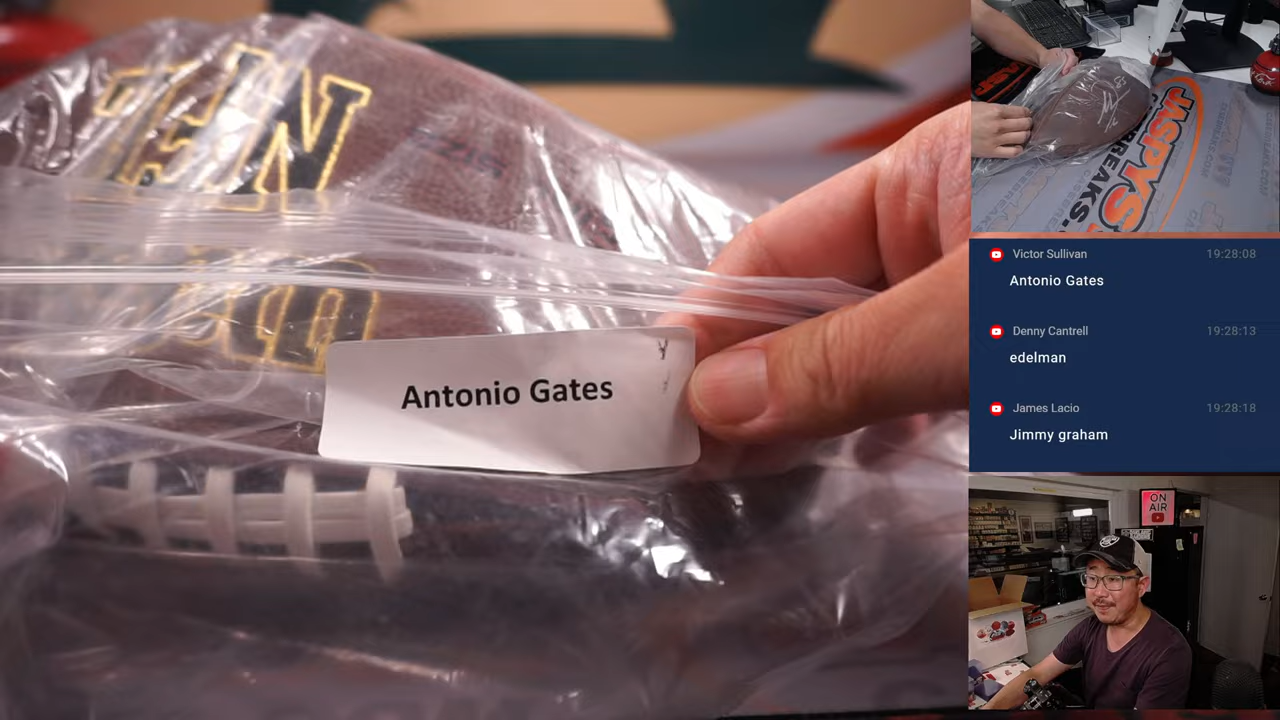 Antonio Gates
JASPYS
Victor Sullivan 19:28:08
Antonio Gates
Denny Cantrell 19:28:13
edelman
James Lacio 19:28:18
Jimmy graham
ON
AIR